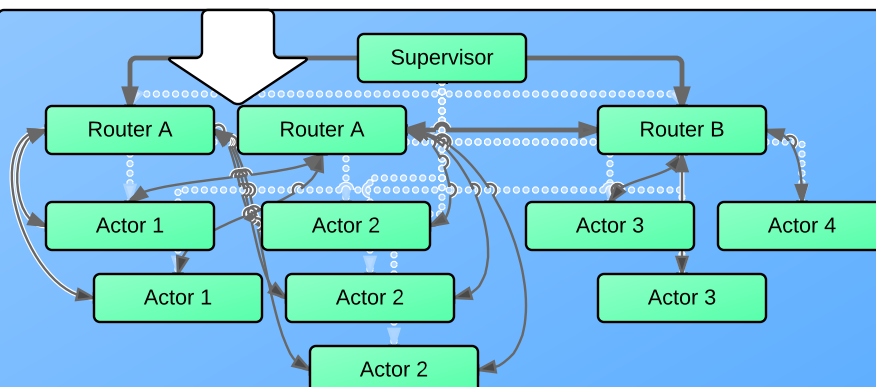 Supervisor
Router A
Router A
Router B
Actor 1
Actor 2
Actor 3
Actor 4
Actor 1
Actor 2
Actor 3
Actor 2